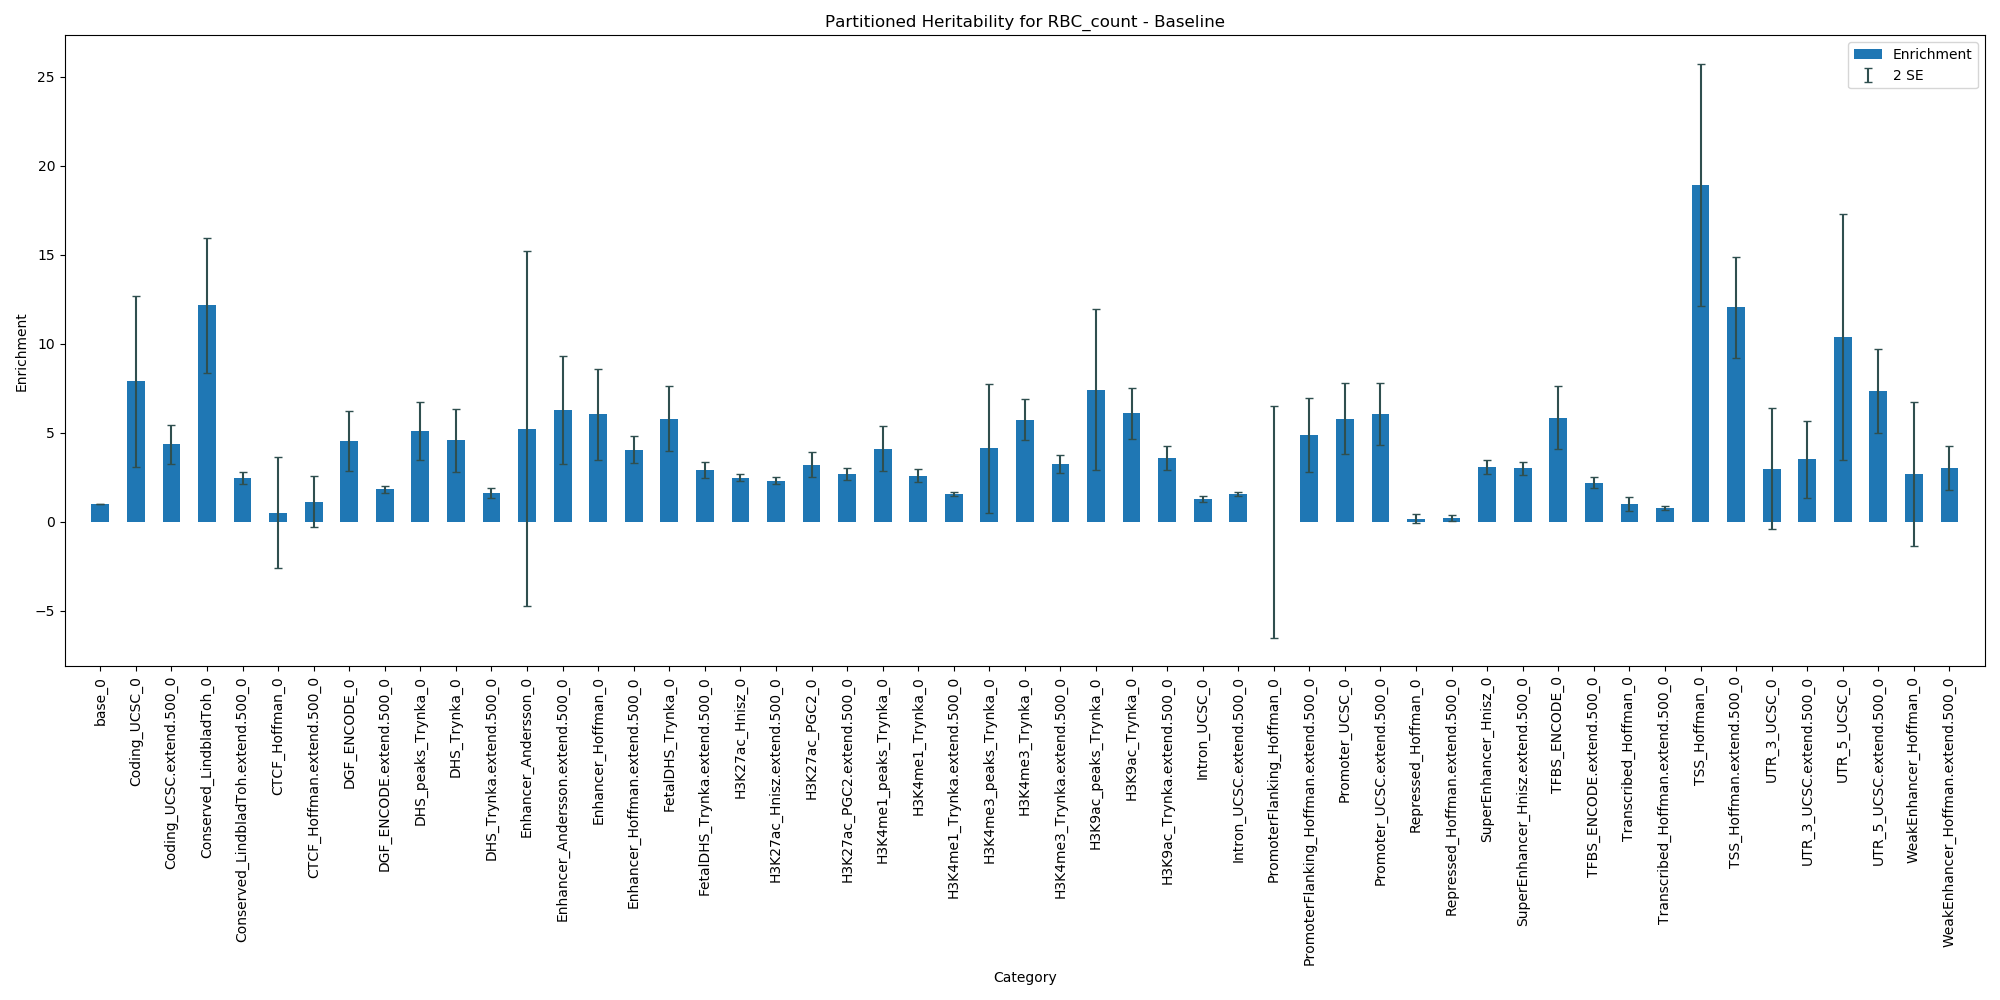 Partitioned Heritability for RBC_count - Baseline
Enrichment
2 SE
Enrichment
25
20
15
10
5
0
−5
base_0
Coding_UCSC_0
Coding_UCSC.extend.500_0
Conserved_LindbladToh_0
Conserved_LindbladToh.extend.500_0
CTCF_Hoffman_0
CTCF_Hoffman.extend.500_0
DGF_ENCODE_0
DGF_ENCODE.extend.500_0
DHS_peaks_Trynka_0
DHS_Trynka_0
DHS_Trynka.extend.500_0
Enhancer_Andersson_0
Enhancer_Andersson.extend.500_0
Enhancer_Hoffman_0
Enhancer_Hoffman.extend.500_0
FetalDHS_Trynka_0
FetalDHS_Trynka.extend.500_0
H3K27ac_Hnisz_0
H3K27ac_Hnisz.extend.500_0
H3K27ac_PGC2_0
H3K27ac_PGC2.extend.500_0
H3K4me1_peaks_Trynka_0
H3K4me1_Trynka_0
H3K4me1_Trynka.extend.500_0
H3K4me3_peaks_Trynka_0
H3K4me3_Trynka_0
H3K4me3_Trynka.extend.500_0
H3K9ac_peaks_Trynka_0
H3K9ac_Trynka_0
H3K9ac_Trynka.extend.500_0
Intron_UCSC_0
Intron_UCSC.extend.500_0
PromoterFlanking_Hoffman_0
PromoterFlanking_Hoffman.extend.500_0
Promoter_UCSC_0
Promoter_UCSC.extend.500_0
Repressed_Hoffman_0
Repressed_Hoffman.extend.500_0
SuperEnhancer_Hnisz_0
SuperEnhancer_Hnisz.extend.500_0
TFBS_ENCODE_0
TFBS_ENCODE.extend.500_0
Transcribed_Hoffman_0
Transcribed_Hoffman.extend.500_0
TSS_Hoffman_0
TSS_Hoffman.extend.500_0
UTR_3_UCSC_0
UTR_3_UCSC.extend.500_0
UTR_5_UCSC_0
UTR_5_UCSC.extend.500_0
WeakEnhancer_Hoffman_0
WeakEnhancer_Hoffman.extend.500_0
Category